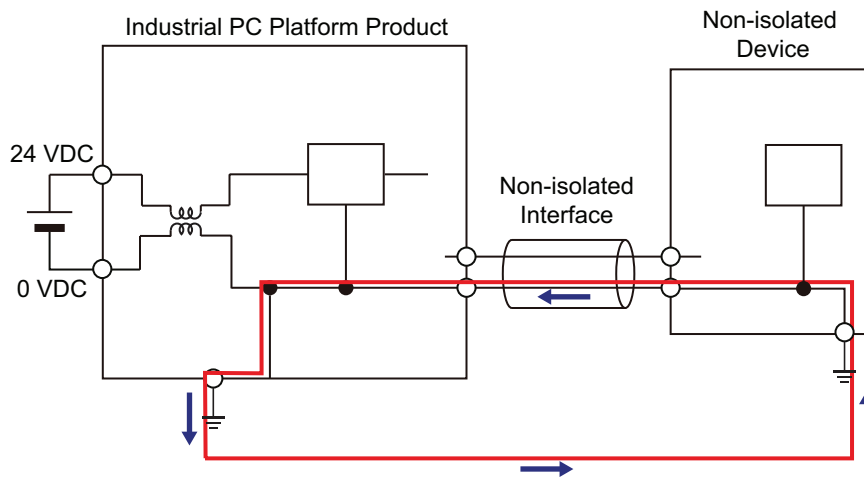 Industrial PC Platform Product
Non-isolated
Device
24 VDC
Non-isolated
Interface
0 VDC